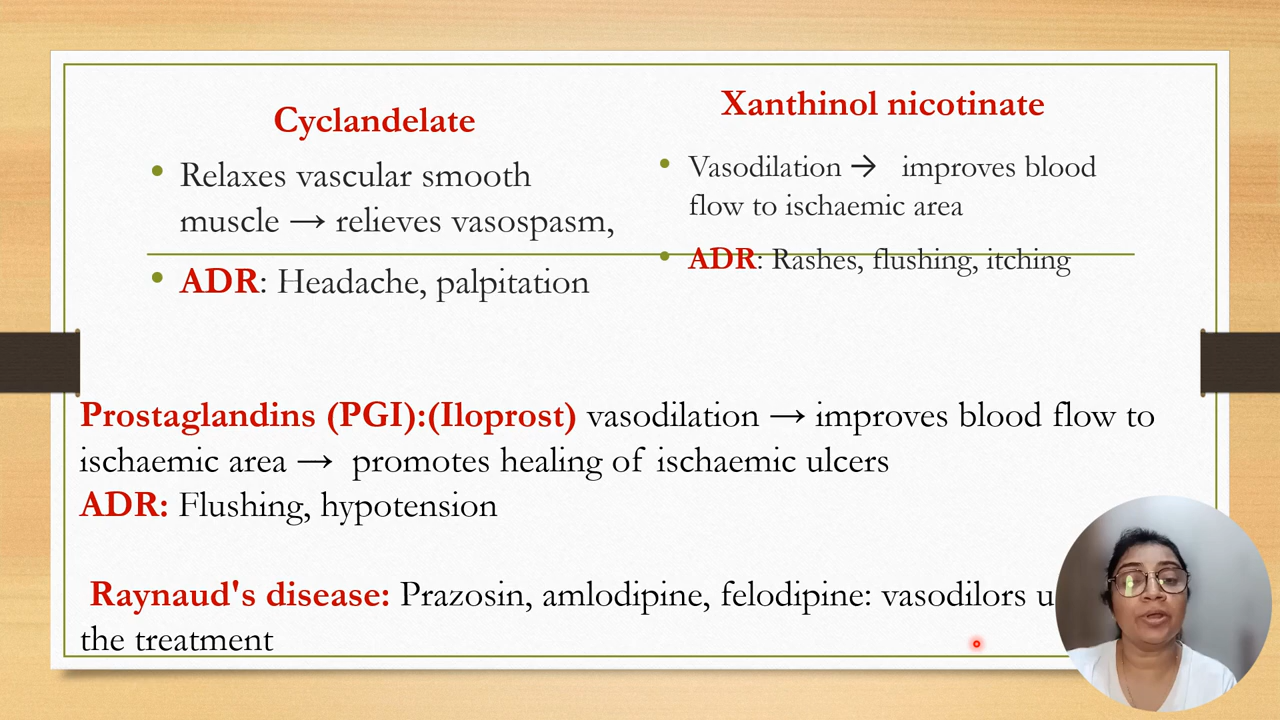 Cyclandelate
• Relaxes vascular smooth
muscle → relieves vasospasm,
• ADR: Headache, palpitation
Xanthinol nicotinate
• Vasodilation → improves blood
flow to ischaemic area
• ADR: Rashes, flushing, itching
Prostaglandins (PGI):(Iloprost) vasodilation → improves blood flow to
ischaemic area → promotes healing of ischaemic ulcers
ADR: Flushing, hypotension
Raynaud's disease: Prazosin, amlodipine, felodipine: vasodilors
the treatment